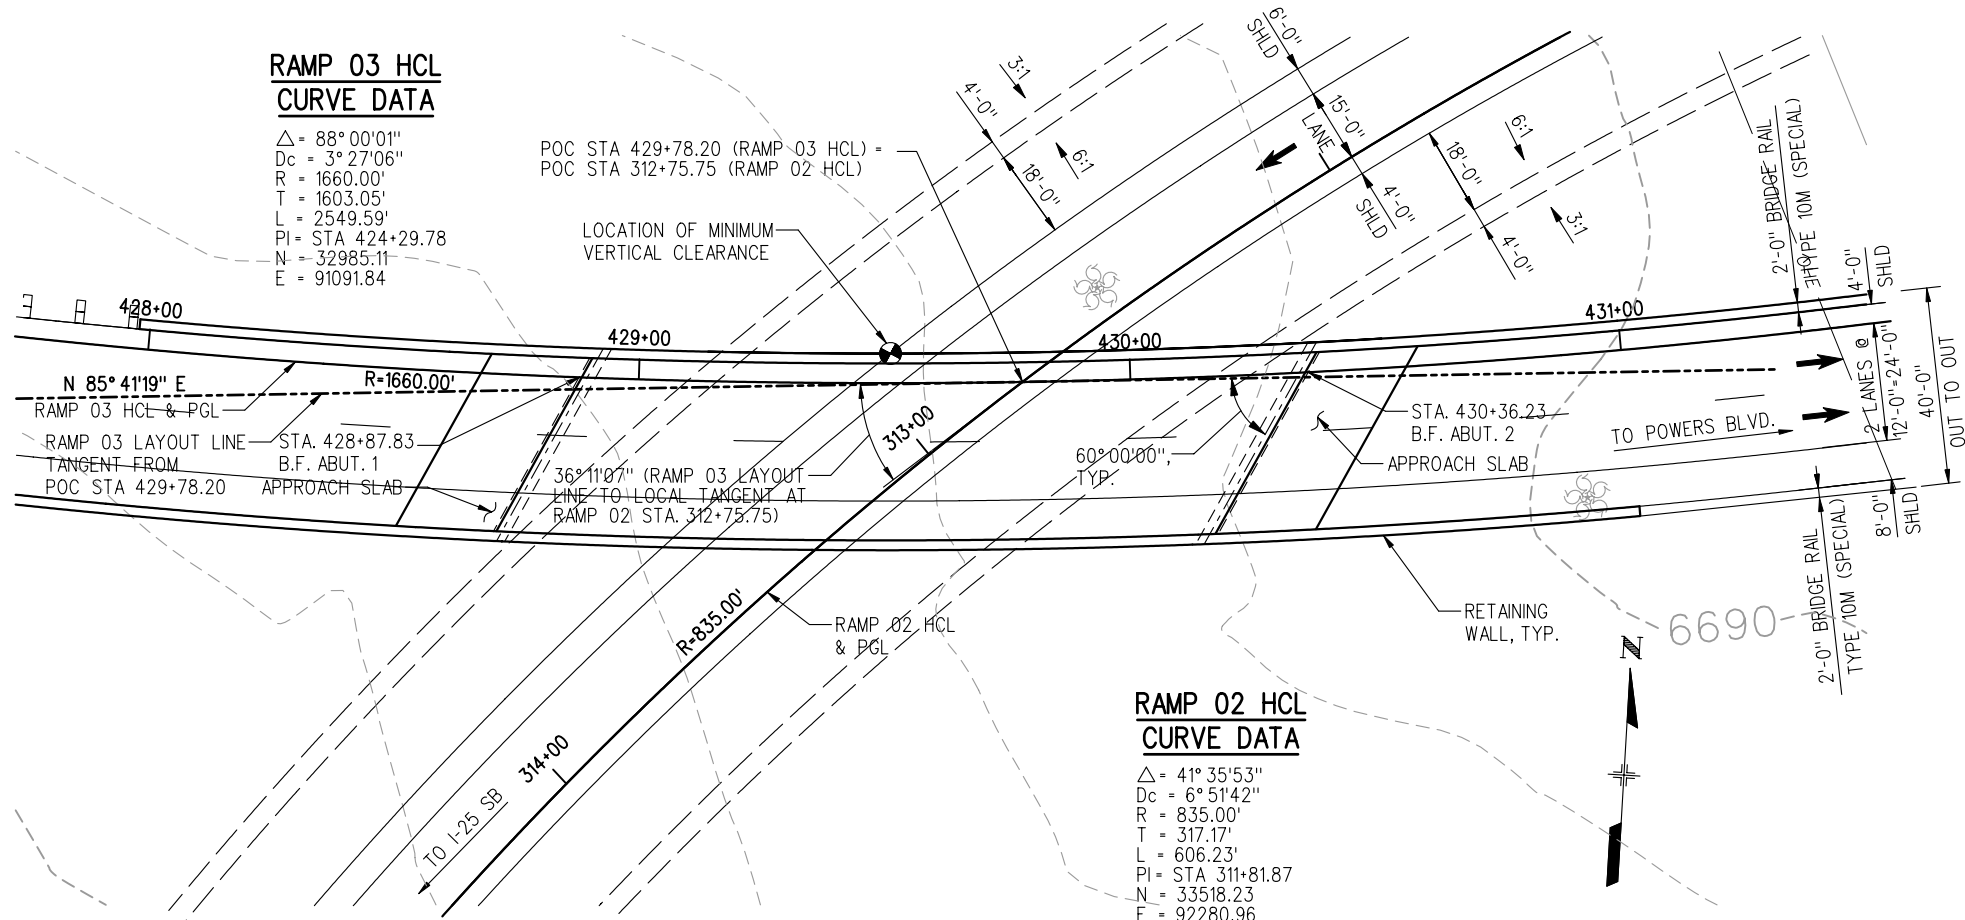 RAMP 03 HCL
CURVE DATA
△ = 88° 00'01"
Dc = 3° 27'06"
R = 1660.00'
T = 1603.05'
L = 2549.59'
PI = STA 424+29.78
N = 32985.11
E = 91091.84
POC STA 429+78.20 (RAMP 03 HCL) =
POC STA 312+75.75 (RAMP 02 HCL)
LOCATION OF MINIMUM
VERTICAL CLEARANCE
3:1
4'-0"
6:1
18'-0"
6'-0"
SHLD
15'-0"
LANE
4'-0"
SHLD
18'-0"
6:1
3:1
4'-0"
2'-0" BRIDGE RAIL
TYPE 10M (SPECIAL)
4'-0"
SHLD
428+00
429+00
430+00
431+00
N 85° 41'19" E
R=1660.00'
RAMP 03 HCL & PGL
RAMP 03 LAYOUT LINE
TANGENT FROM
POC STA 429+78.20
STA. 428+87.83
B.F. ABUT. 1
APPROACH SLAB
36°11'07" (RAMP 03 LAYOUT
LINE TO LOCAL TANGENT AT
RAMP 02 STA. 312+75.75)
313+00
60°00'00",
TYP.
STA. 430+36.23
B.F. ABUT. 2
APPROACH SLAB
TO POWERS BLVD.
2 LANES @
12'-0"=24'-0"
40'-0"
OUT TO OUT
8'-0"
SHLD
2'-0" BRIDGE RAIL
TYPE 10M (SPECIAL)
R=835.00'
RAMP 02 HCL
& PGL
RETAINING
WALL, TYP.
6690
N
314+00
TO I-25 SB
RAMP 02 HCL
CURVE DATA
△ = 41° 35'53"
Dc = 6° 51'42"
R = 835.00'
T = 317.17'
L = 606.23'
PI = STA 311+81.87
N = 33518.23
E = 92280.96